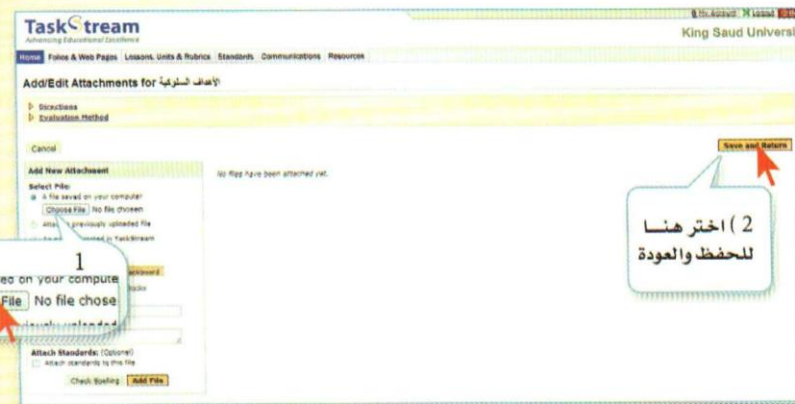 My Account Logout
TaskStream
Advancing Educational Excellence
King Saud Universi
Home Folios & Web Pages Lessons, Units & Rubrics Standards Communications Resources
Add/Edit Attachments for الأهداف السلوكية
Directions
Evaluation Method
Cancel
Save and Return
Add New Attachment
No files have been attached yet.
Select File:
A file saved on your computer
Choose File No file chosen
previously uploaded file
in TaskStream
1
ed on your compute
File No file chose
2) اختر هنا
للحفظ والعودة
Attach Standards: (Optional)
Attach standards to this file
Check Spelling Add File